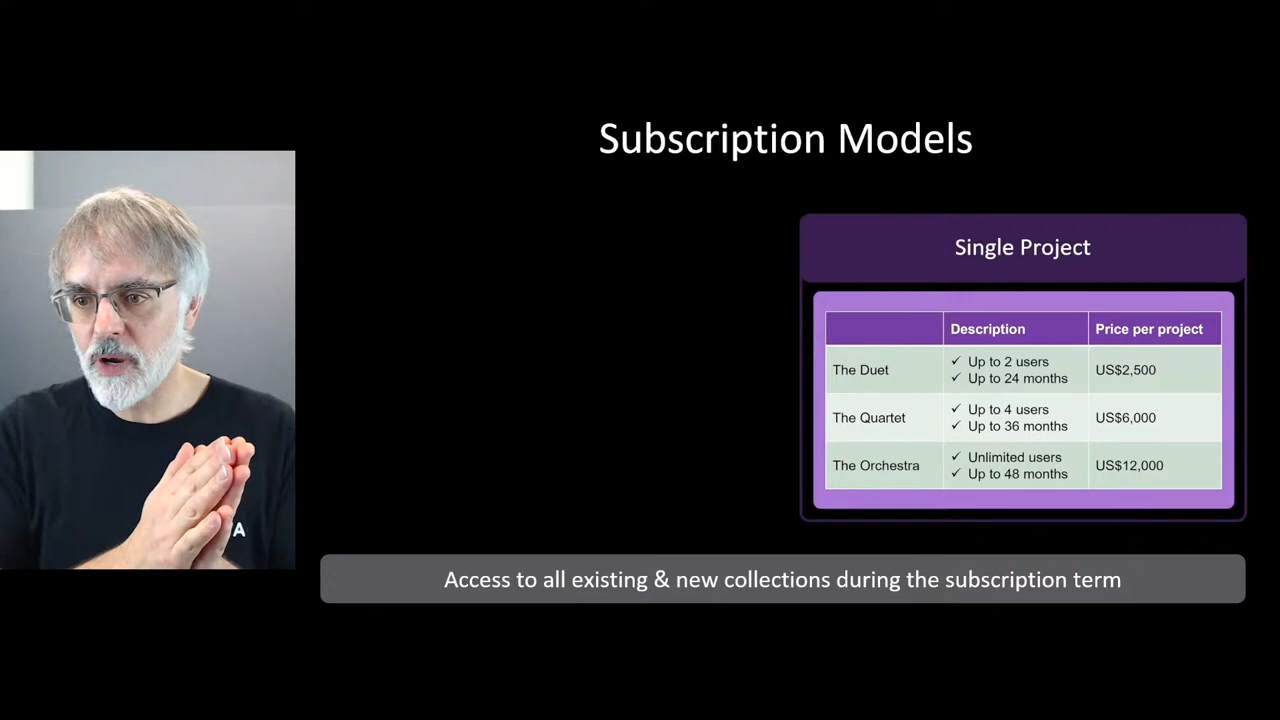 Subscription Models
Single Project
Description Price per project
The Duet ✓ Up to 2 users ✓ Up to 24 months US$2,500
The Quartet ✓ Up to 4 users ✓ Up to 36 months US$6,000
The Orchestra ✓ Unlimited users ✓ Up to 48 months US$12,000
Access to all existing & new collections during the subscription term
A